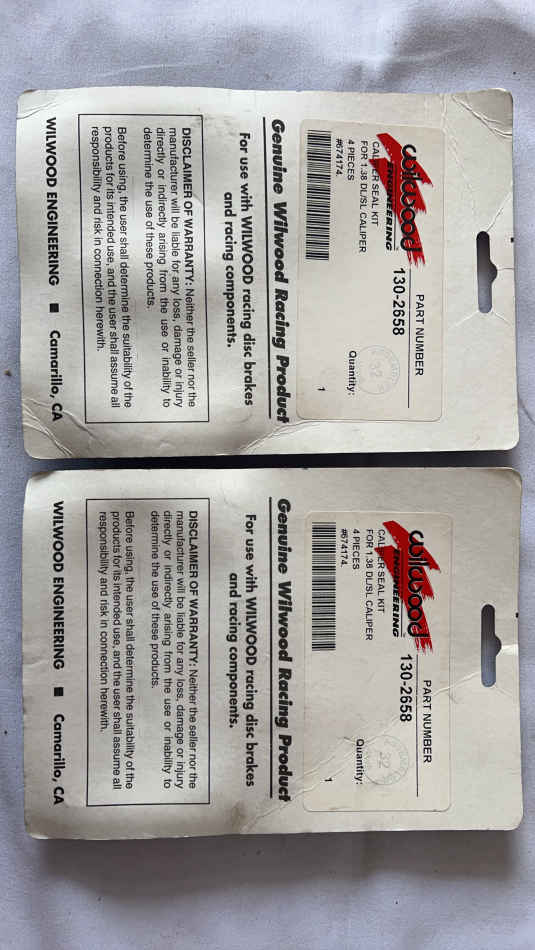 wilwood
ENGINEERING
PART NUMBER
130-2658
CALIPER SEAL KIT
FOR 1.38 DL/SL CALIPER
4 PIECES
#674174.
Quantity:
1
32
Genuine Wilwood Racing Product
For use with WILWOOD racing disc brakes
and racing components.
DISCLAIMER OF WARRANTY: Neither the seller nor the
manufacturer will be liable for any loss, damage or injury
directly or indirectly arising from the use or inability to
determine the use of these products.
Before using, the user shall determine the suitability of the
products for its intended use, and the user shall assume all
responsibility and risk in connection herewith.
WILWOOD ENGINEERING ■ Camarillo, CA
wilwood
ENGINEERING
PART NUMBER
130-2658
CALIPER SEAL KIT
FOR 1.38 DL/SL CALIPER
4 PIECES
#674174.
Quantity:
1
32
Genuine Wilwood Racing Product
For use with WILWOOD racing disc brakes
and racing components.
DISCLAIMER OF WARRANTY: Neither the seller nor the
manufacturer will be liable for any loss, damage or injury
directly or indirectly arising from the use or inability to
determine the use of these products.
Before using, the user shall determine the suitability of the
products for its intended use, and the user shall assume all
responsibility and risk in connection herewith.
WILWOOD ENGINEERING ■ Camarillo, CA